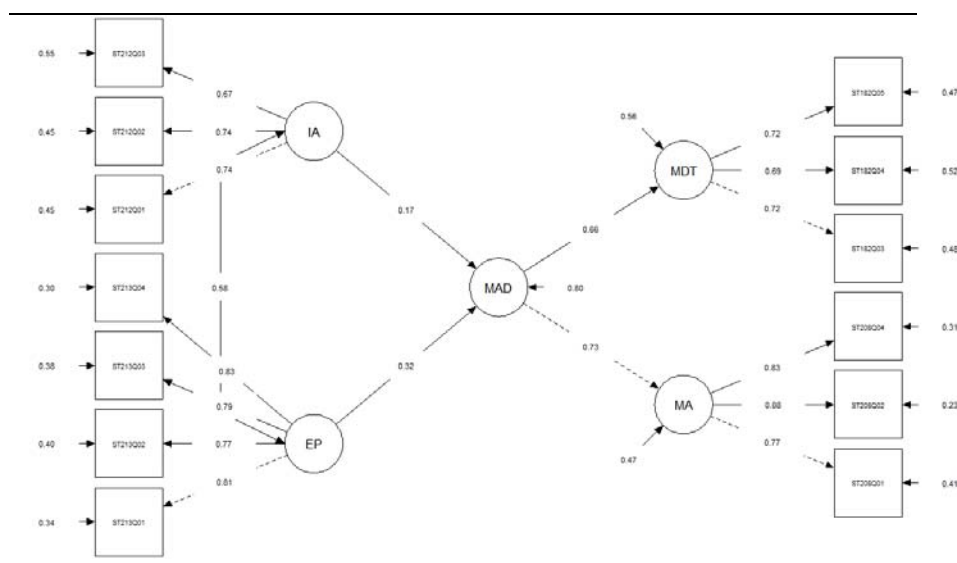 0.55 ST212Q03
0.67
0.45 ST212Q02 0.74 IA
0.74
0.45 ST212Q01
0.17
0.30 ST213Q04 0.58
0.83
0.38 ST213Q03
0.79
0.32
0.40 ST213Q02 0.77 EP
0.81
0.34 ST213Q01
MAD 0.80
0.66
0.73
0.56
MDT
0.72 ST182Q05 0.47
0.69 ST182Q04 0.52
0.72 ST182Q03 0.48
MA
0.47
0.83 ST208Q04 0.31
0.88 ST208Q02 0.23
0.77 ST208Q01 0.41